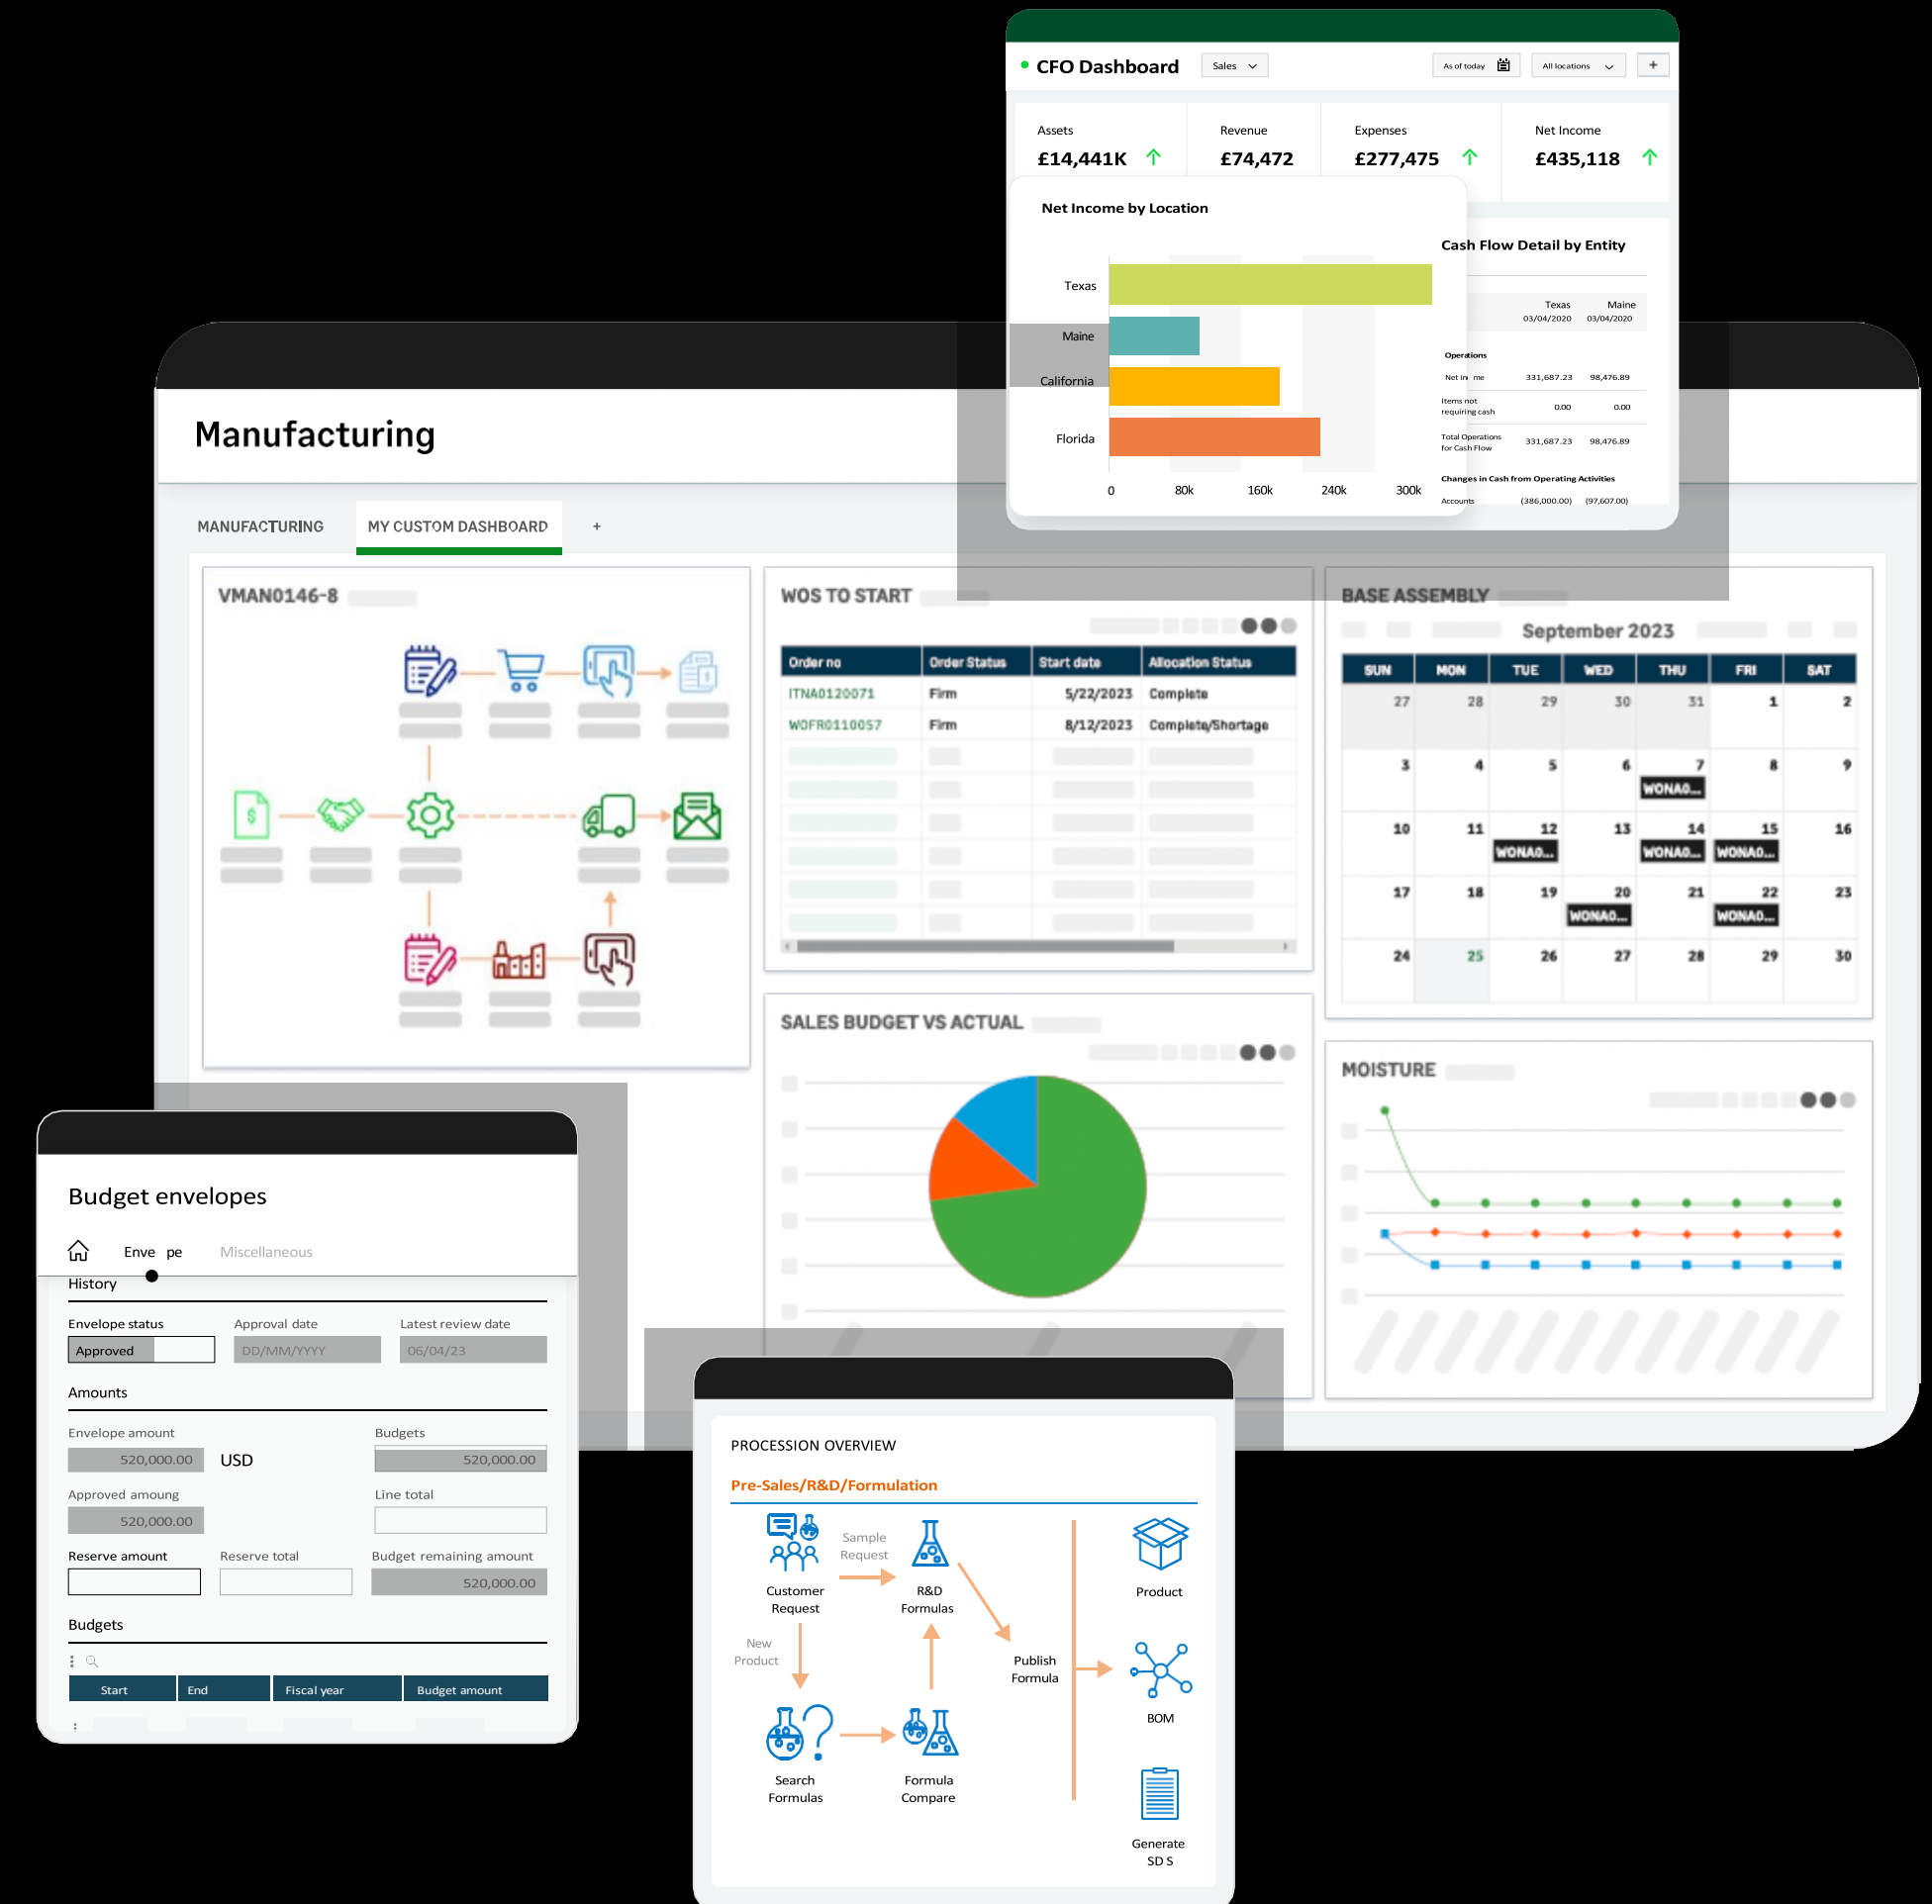 CFO Dashboard
Sales
As of today
All locations
+
Assets
Revenue
Expenses
Net Income
£14,441K
£74,472
£277,475
£435,118
Net Income by Location
Texas
Maine
California
Florida
0 80k 160k 240k 300k
Cash Flow Detail by Entity
Texas Maine
03/04/2020 03/04/2020
Operations
Net in me 331,687.23 98,476.89
Items not
requiring cash
0.00 0.00
Total Operations
for Cash Flow
331,687.23 98,476.89
Changes in Cash from Operating Activities
Accounts (386,000.00) (97,607.00)
Manufacturing
MANUFACTURING
MY CUSTOM DASHBOARD
+
VMAN0146-8
$
WOS TO START
Order no Order Status Start date Allocation Status
ITNA0120071 Firm 5/22/2023 Complete
WOFR0110057 Firm 8/12/2023 Complete/Shortage
BASE ASSEMBLY
September 2023
SUN MON TUE WED THU FRI SAT
27 28 29 30 31 1 2
3 4 5 6 7 8 9
WONA0...
10 11 12 13 14 15 16
WONA0... WONA0... WONA0...
17 18 19 20 21 22 23
WONA0... WONA0...
24 25 26 27 28 29 30
SALES BUDGET VS ACTUAL
MOISTURE
Budget envelopes
Enve pe
Miscellaneous
History
Envelope status
Approval date
Latest review date
Approved
DD/MM/YYYY
06/04/23
Amounts
Envelope amount
Budgets
520,000.00 USD
520,000.00
Approved amoung
Line total
520,000.00
Reserve amount
Reserve total
Budget remaining amount
520,000.00
Budgets
Start End Fiscal year Budget amount
PROCESSION OVERVIEW
Pre-Sales/R&D/Formulation
Customer
Request
Sample
Request
R&D
Formulas
Product
New
Product
Publish
Formula
BOM
Search
Formulas
?
Formula
Compare
Generate
SD S